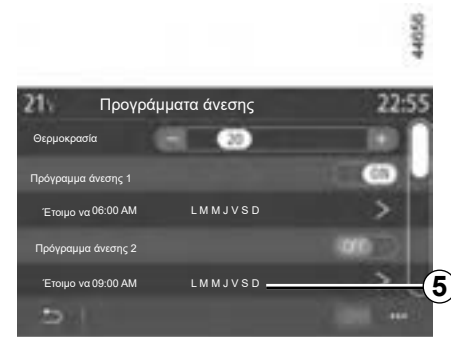 44656
21 Προγράμματα άνεσης 22:55
Θερμοκρασία 20
Πρόγραμμα άνεσης 1 ON
Έτοιμο να 06:00 AM L M M J V S D
Πρόγραμμα άνεσης 2 OFF
Έτοιμο να 09:00 AM L M M J V S D
5